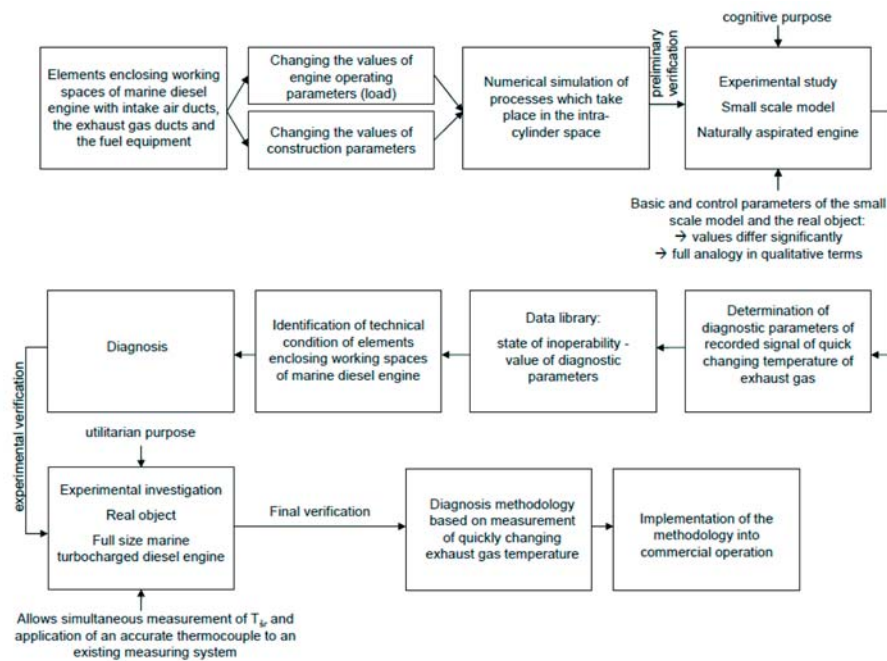 cognitive purpose
Elements enclosing working
spaces of marine diesel
engine with intake air ducts,
the exhaust gas ducts and
the fuel equipment
Changing the values of
engine operating
parameters (load)
Changing the values of
construction parameters
Numerical simulation of
processes which take
place in the intra-
cylinder space
preliminary
verification
Experimental study
Small scale model
Naturally aspirated engine
Basic and control parameters of the small
scale model and the real object:
→ values differ significantly
→ full analogy in qualitative terms
Diagnosis
Identification of technical
condition of elements
enclosing working spaces
of marine diesel engine
Data library:
state of inoperability -
value of diagnostic
parameters
Determination of
diagnostic parameters of
recorded signal of quick
changing temperature of
exhaust gas
experimental verification
utilitarian purpose
Experimental investigation
Real object
Full size marine
turbocharged diesel engine
Final verification
Diagnosis methodology
based on measurement
of quickly changing
exhaust gas temperature
Implementation of the
methodology into
commercial operation
Allows simultaneous measurement of T and
application of an accurate thermocouple to an
existing measuring system